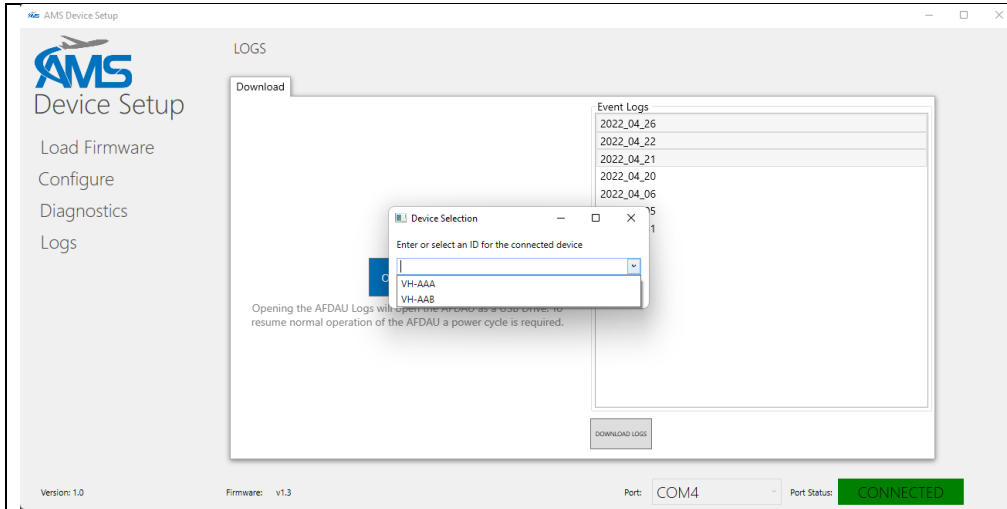 AMS Device Setup
AMS
Device Setup
Load Firmware
Configure
Diagnostics
Logs
LOGS
Download
Opening the AFDAU Logs will open the AFDAU as a USB Drive. To
resume normal operation of the AFDAU a power cycle is required.
Event Logs
2022_04_26
2022_04_22
2022_04_21
2022_04_20
2022_04_06
Device Selection
Enter or select an ID for the connected device
VH-AAA
VH-AAB
DOWNLOAD LOGS
Version: 1.0
Firmware: v1.3
Port: COM4
Port Status: CONNECTED